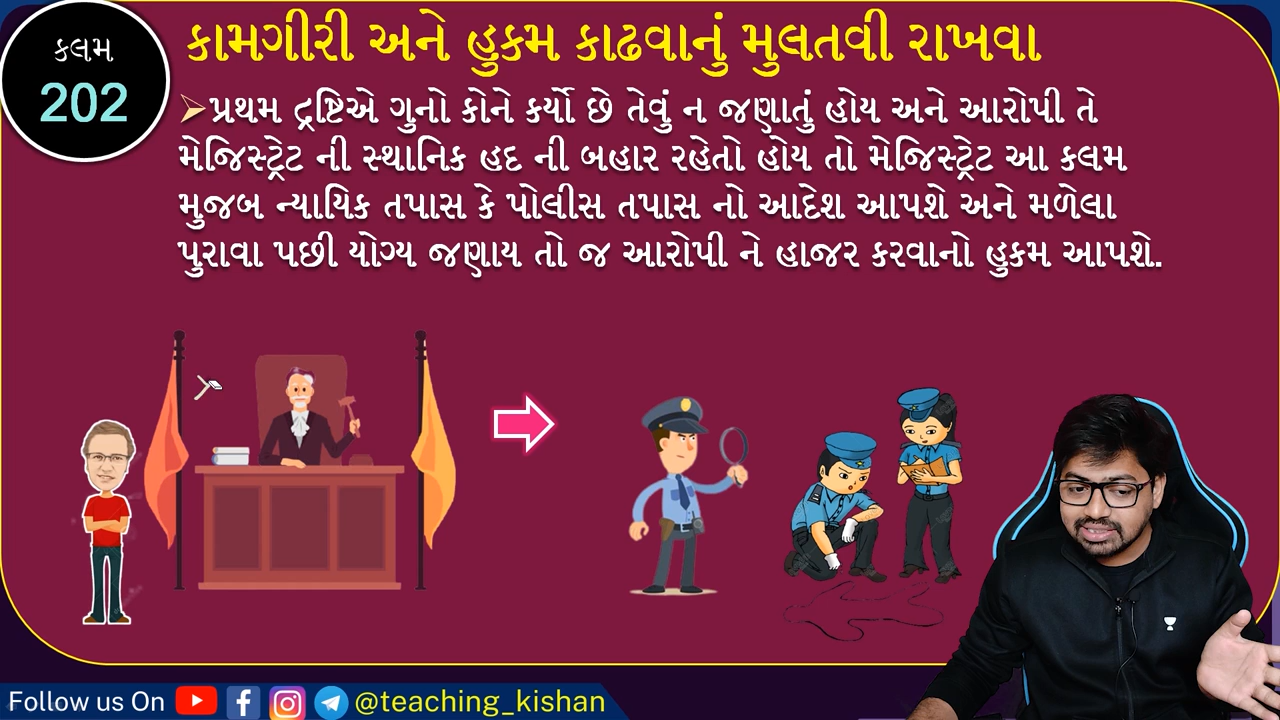 કલમ
202
કામગીરી અને હુકમ કાઢવાનું મુલતવી રાખવા
➢પ્રથમ દ્રષ્ટિએ ગુનો કોને કર્યો છે તેવું ન જણાતું હોય અને આરોપી તે
મેજિસ્ટ્રેટ ની સ્થાનિક હદ ની બહાર રહેતો હોય તો મેજિસ્ટ્રેટ આ કલમ
મુજબ ન્યાયિક તપાસ કે પોલીસ તપાસ નો આદેશ આપશે અને મળેલા
પુરાવા પછી યોગ્ય જણાય તો જ આરોપી ને હાજર કરવાનો હુકમ આપશે.
Follow us On @teaching_kishan